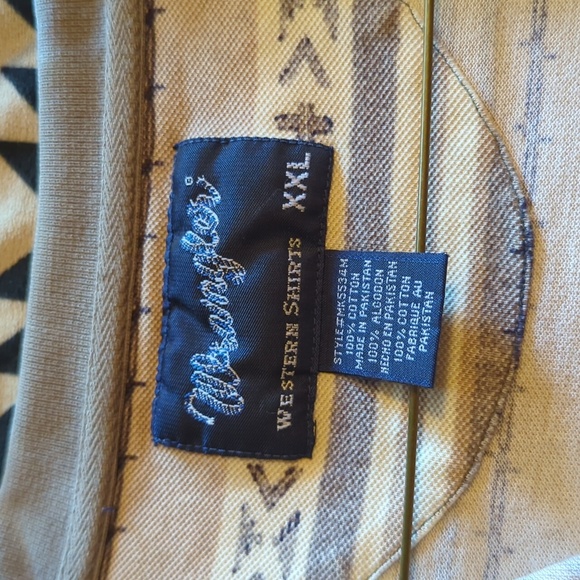 Wrangler®
WESTERN SHIRTS XXL
STYLE#MK5534M
100% COTTON
MADE IN PAKISTAN
100% ALGODON
HECHO EN PAKISTAN
100% COTTON
FABRIQUE AU
PAKISTAN